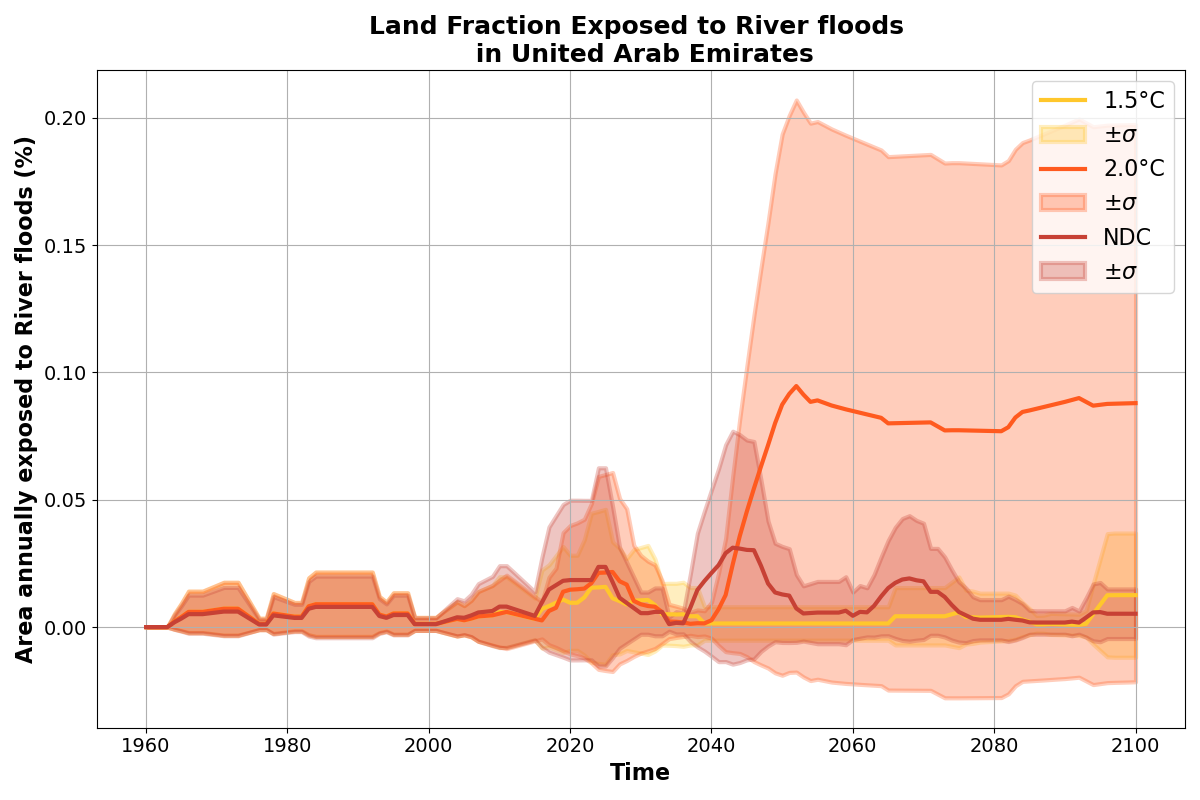 Land Fraction Exposed to River floods
in United Arab Emirates
Area annually exposed to River floods (%)
0.20
0.15
0.10
0.05
0.00
1960
1980
2000
2020
2040
2060
2080
2100
Time
1.5°C
±σ
2.0°C
±σ
NDC
±σ